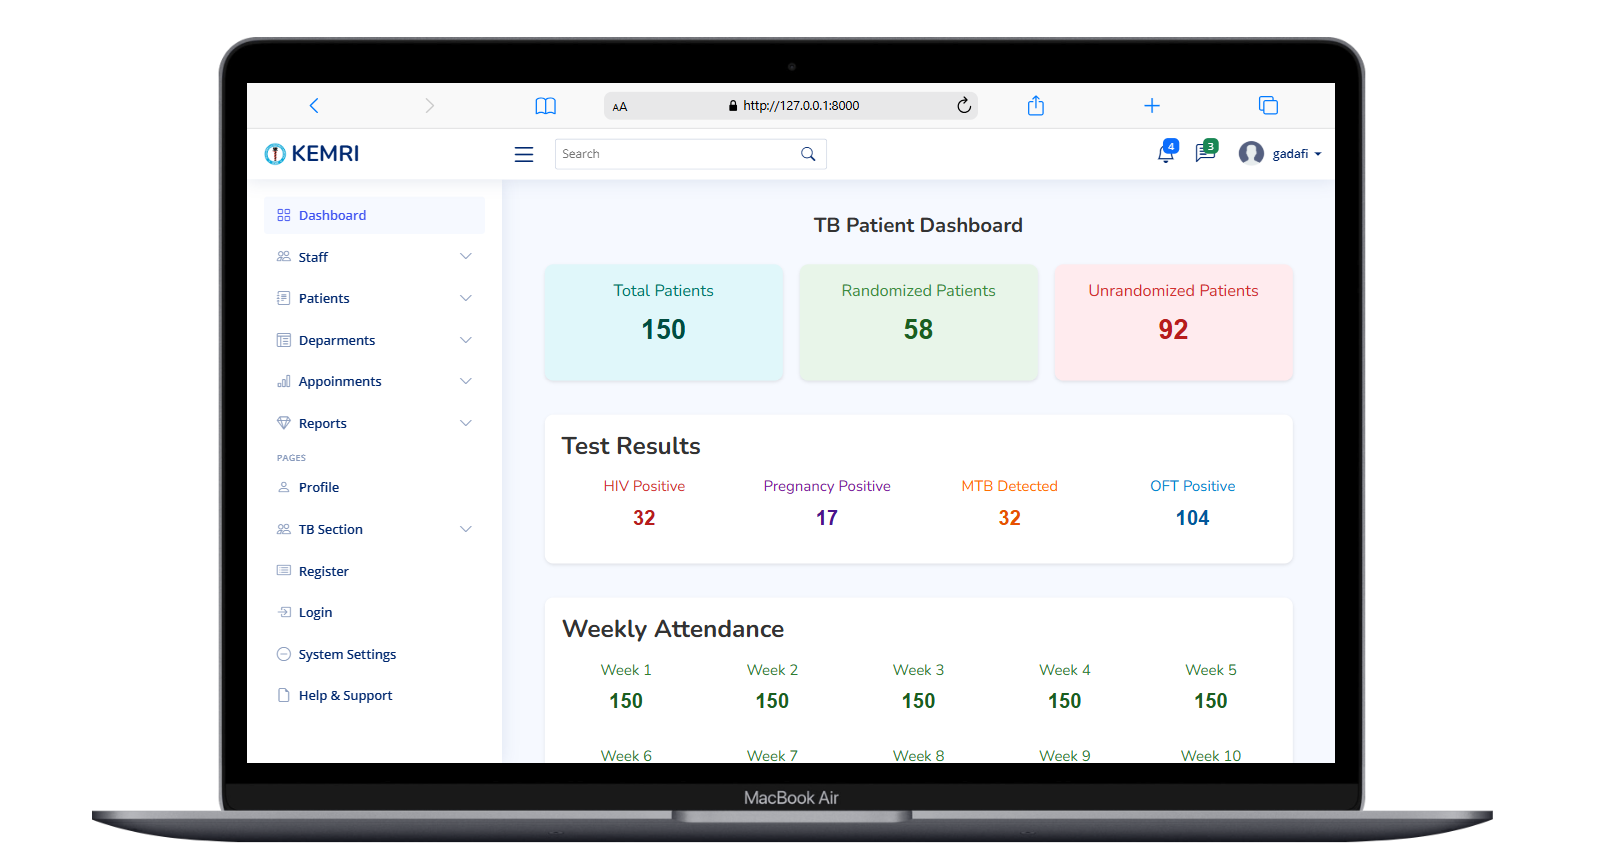 AA http://127.0.0.1:8000
KEMRI
Search
4
3
gadafi
Dashboard
Staff
Patients
Deparments
Appoinments
Reports
PAGES
Profile
TB Section
Register
Login
System Settings
Help & Support
TB Patient Dashboard
Total Patients
150
Randomized Patients
58
Unrandomized Patients
92
Test Results
HIV Positive
32
Pregnancy Positive
17
MTB Detected
32
OFT Positive
104
Weekly Attendance
Week 1
150
Week 2
150
Week 3
150
Week 4
150
Week 5
150
Week 6
Week 7
Week 8
Week 9
Week 10
MacBook Air